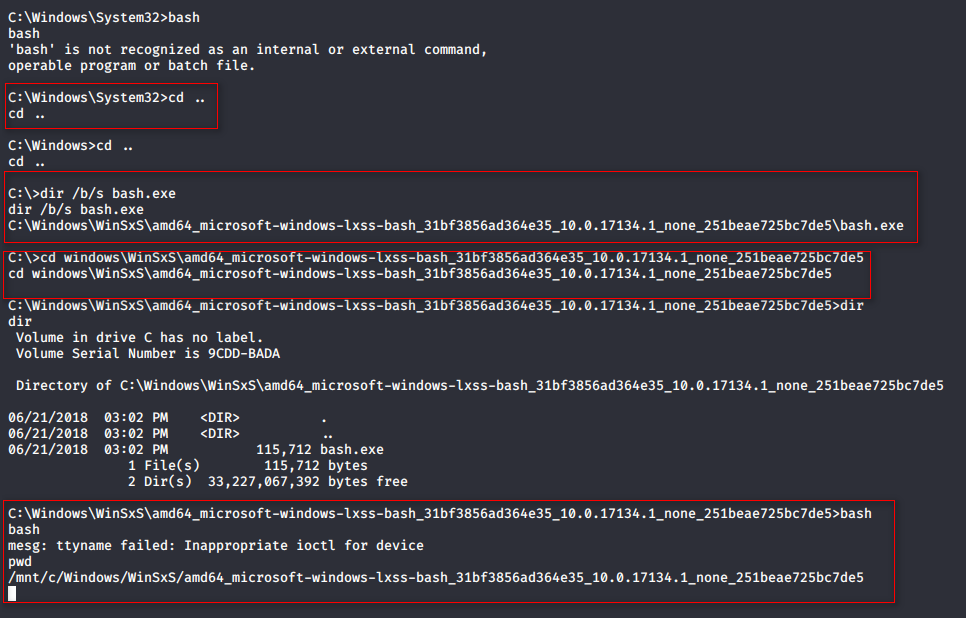 C:\Windows\System32>bash
bash
'bash' is not recognized as an internal or external command,
operable program or batch file.
C:\Windows\System32>cd ..
cd ..
C:\Windows>cd ..
cd ..
C:\>dir /b/s bash.exe
dir /b/s bash.exe
C:\Windows\WinSxS\amd64_microsoft-windows-lxss-bash_31bf3856ad364e35_10.0.17134.1_none_251beae725bc7de5\bash.exe
C:\>cd windows\WinSxS\amd64_microsoft-windows-lxss-bash_31bf3856ad364e35_10.0.17134.1_none_251beae725bc7de5
cd windows\WinSxS\amd64_microsoft-windows-lxss-bash_31bf3856ad364e35_10.0.17134.1_none_251beae725bc7de5
C:\Windows\WinSxS\amd64_microsoft-windows-lxss-bash_31bf3856ad364e35_10.0.17134.1_none_251beae725bc7de5>dir
dir
 Volume in drive C has no label.
 Volume Serial Number is 9CDD-BADA
 Directory of C:\Windows\WinSxS\amd64_microsoft-windows-lxss-bash_31bf3856ad364e35_10.0.17134.1_none_251beae725bc7de5
06/21/2018  03:02 PM    <DIR>          .
06/21/2018  03:02 PM    <DIR>          ..
06/21/2018  03:02 PM           115,712 bash.exe
               1 File(s)        115,712 bytes
               2 Dir(s)  33,227,067,392 bytes free
C:\Windows\WinSxS\amd64_microsoft-windows-lxss-bash_31bf3856ad364e35_10.0.17134.1_none_251beae725bc7de5>bash
bash
mesg: ttyname failed: Inappropriate ioctl for device
pwd
/mnt/c/Windows/WinSxS/amd64_microsoft-windows-lxss-bash_31bf3856ad364e35_10.0.17134.1_none_251beae725bc7de5